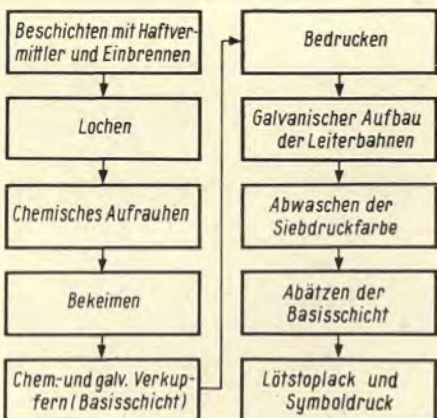 Beschichten mit Haftver-
mittler und Einbrennen
Lochen
Chemisches Aufrauhen
Bekeimen
Chem.- und galv. Verkup-
fern (Basisschicht)
Bedrucken
Galvanischer Aufbau
der Leiterbahnen
Abwaschen der
Siebdruckfarbe
Abätzen der
Basisschicht
Lötstoplack und
Symboldruck